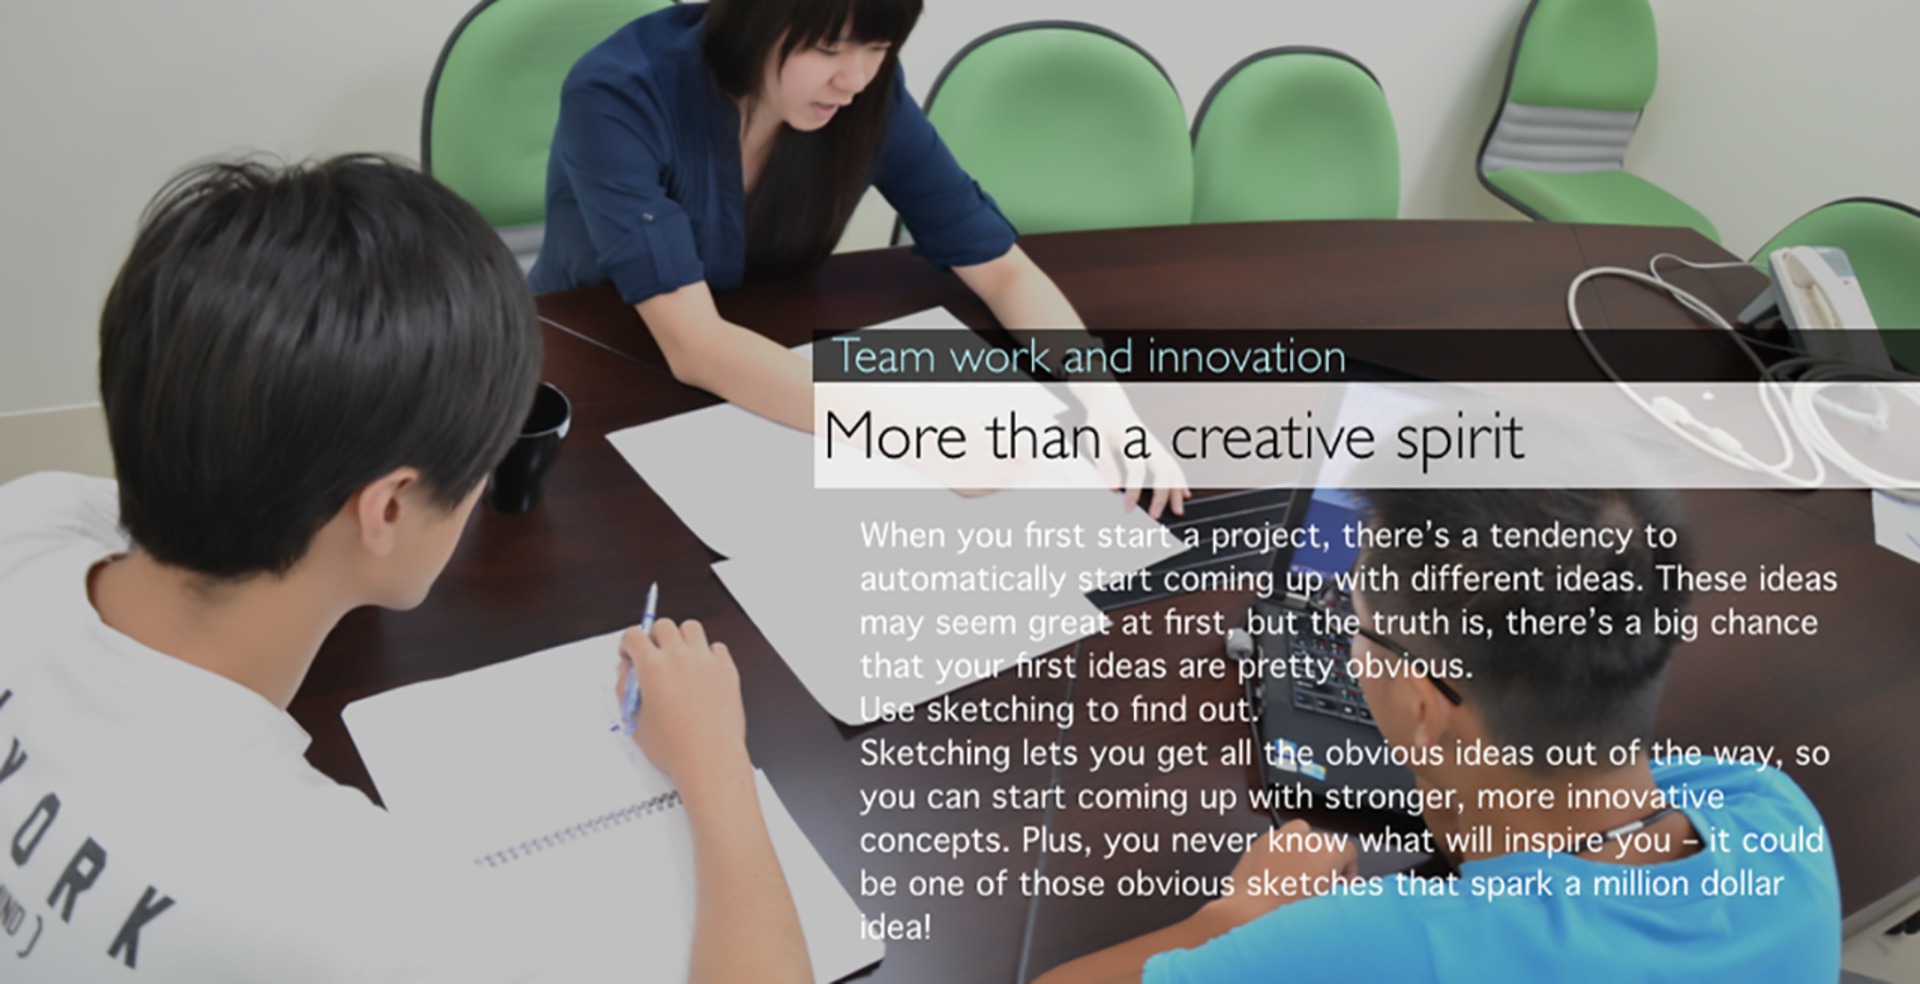 Team work and innovation
More than a creative spirit
When you first start a project, there's a tendency to
automatically start coming up with different ideas. These ideas
may seem great at first, but the truth is, there's a big chance
that your first ideas are pretty obvious.
Use sketching to find out.
Sketching lets you get all the obvious ideas out of the way, so
you can start coming up with stronger, more innovative
concepts. Plus, you never know what will inspire you – it could
be one of those obvious sketches that spark a million dollar
idea!
YORK